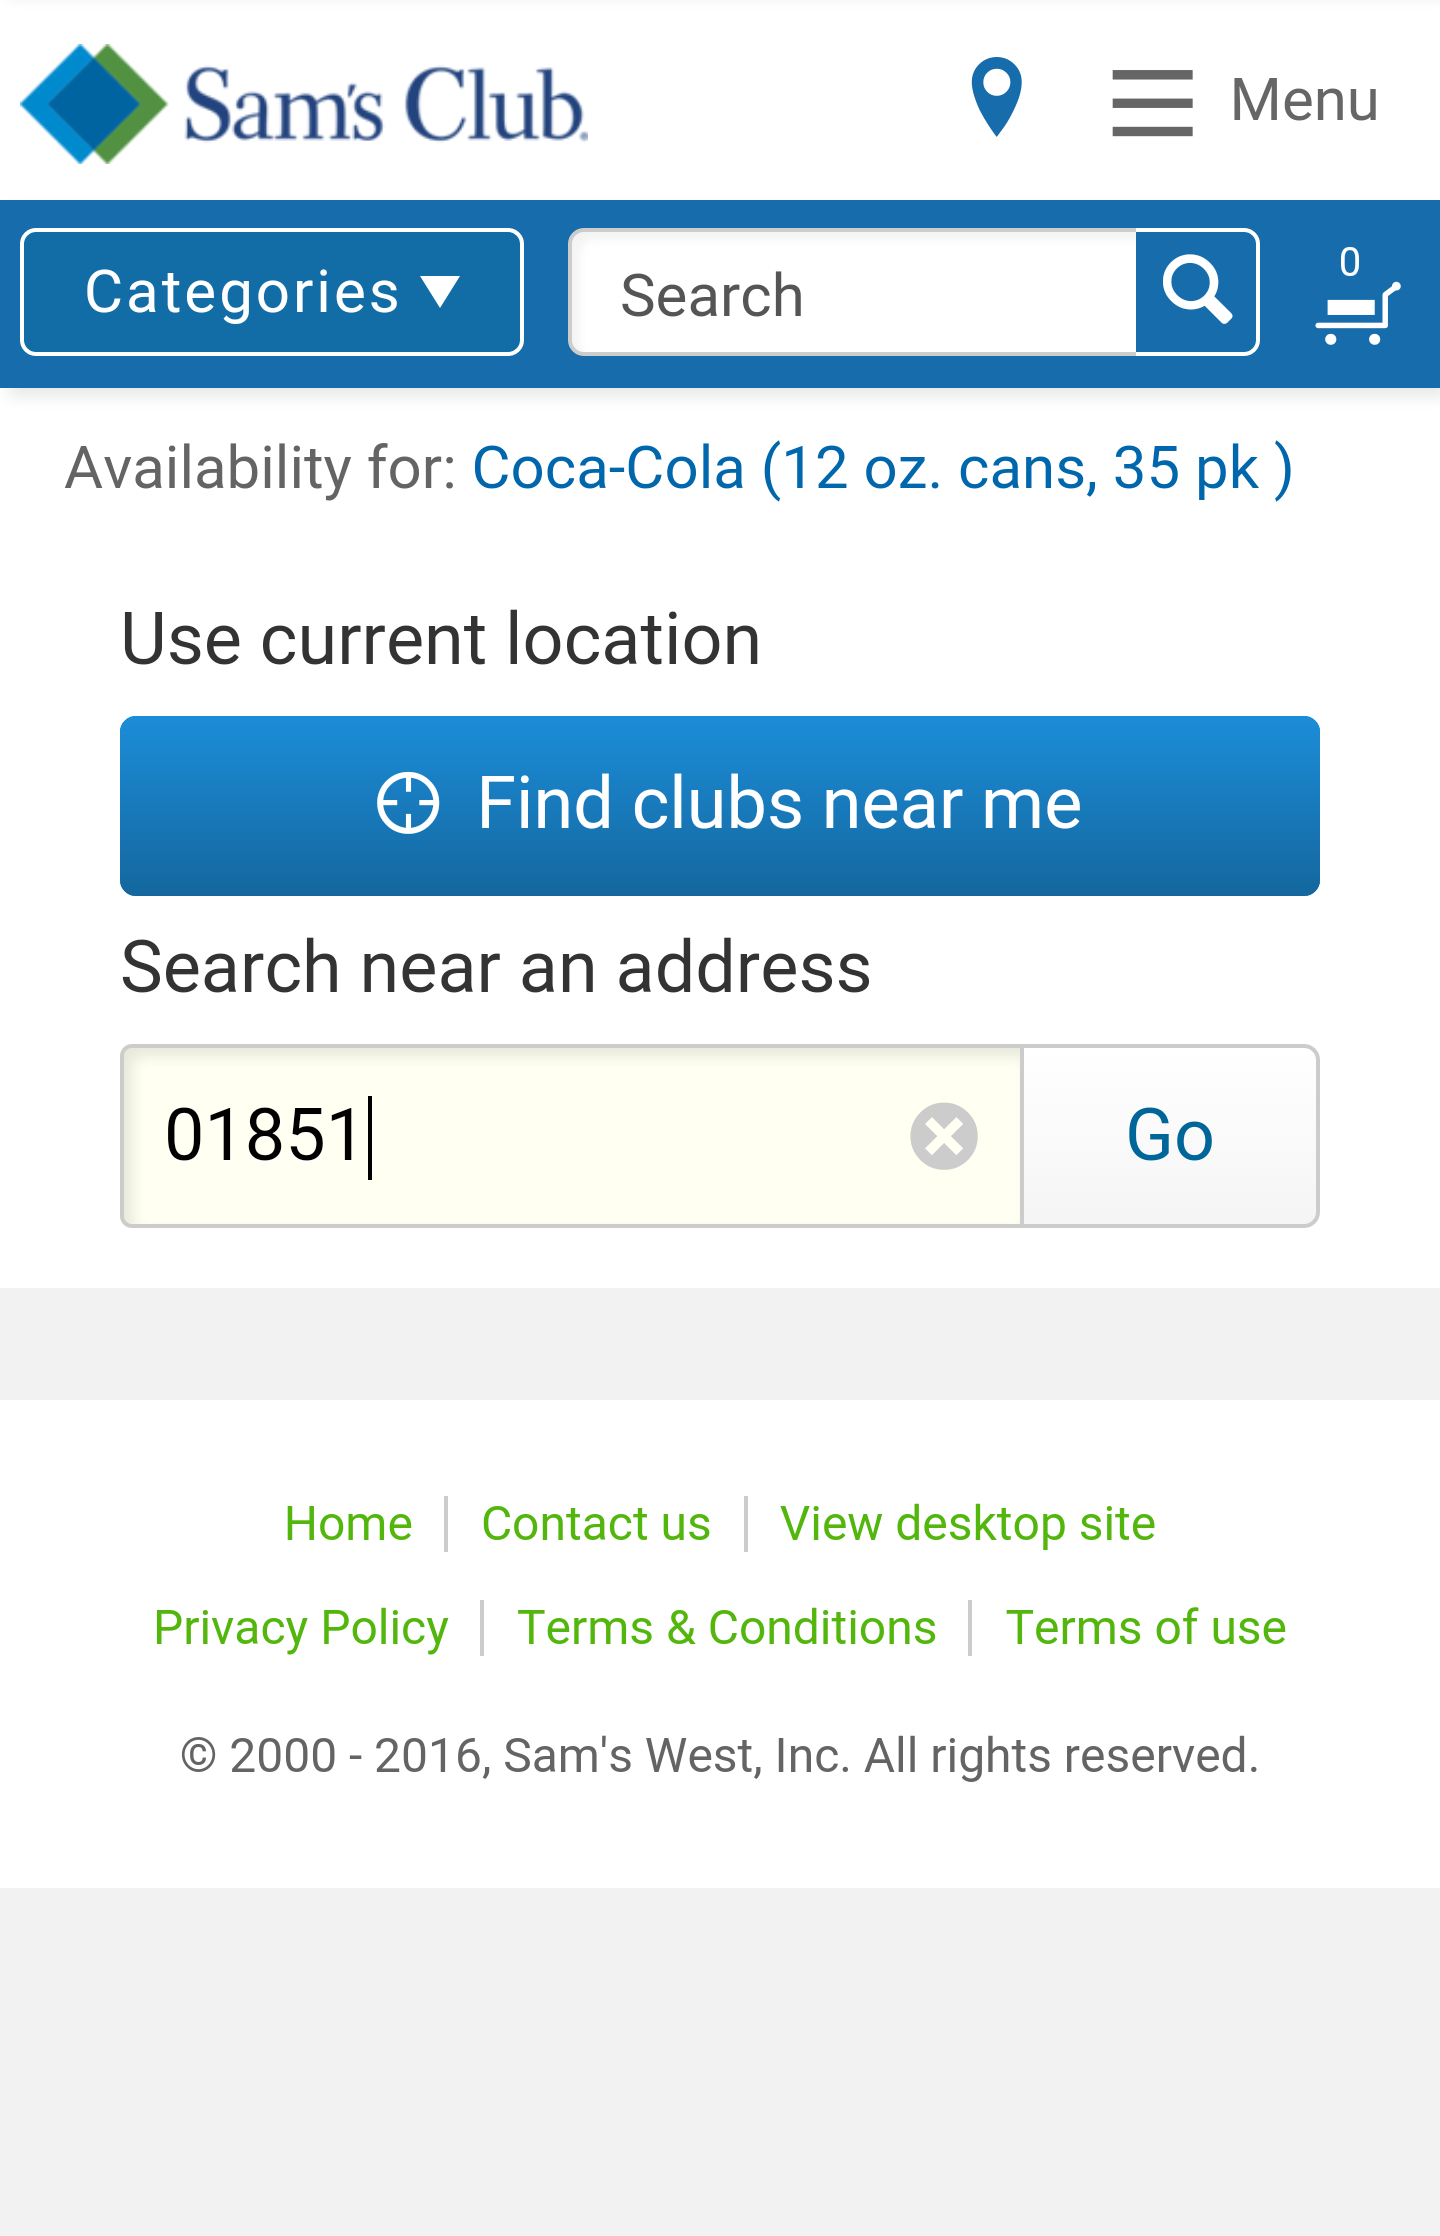 Sam's Club
Menu
Categories
Search
0
Availability for: Coca-Cola (12 oz. cans, 35 pk )
Use current location
Find clubs near me
Search near an address
01851
Go
Home
Contact us
View desktop site
Privacy Policy
Terms & Conditions
Terms of use
© 2000 - 2016, Sam's West, Inc. All rights reserved.